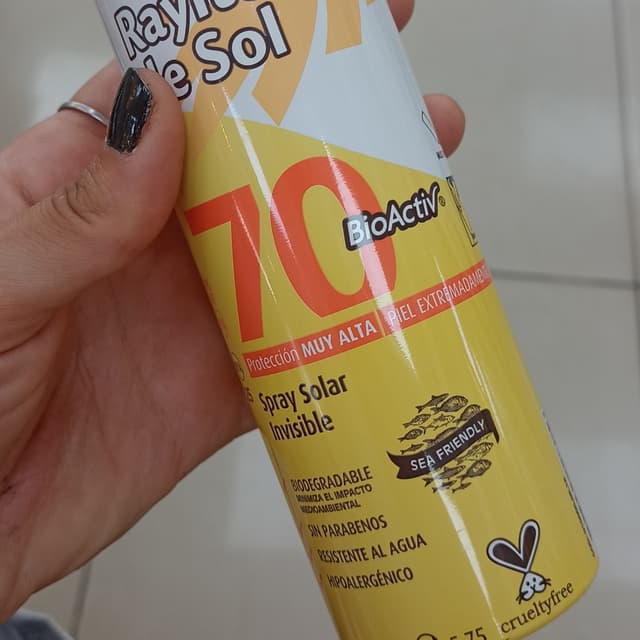 de Sol
70
BioActiv®
Protección MUY ALTA PIEL EXTREMADAMENTE
Spray Solar
Invisible
SEA FRIENDLY
BIODEGRADABLE
MINIMIZA EL IMPACTO
MEDIOAMBIENTAL
SIN PARABENOS
RESISTENTE AL AGUA
HIPOALERGÉNICO
crueltyfree